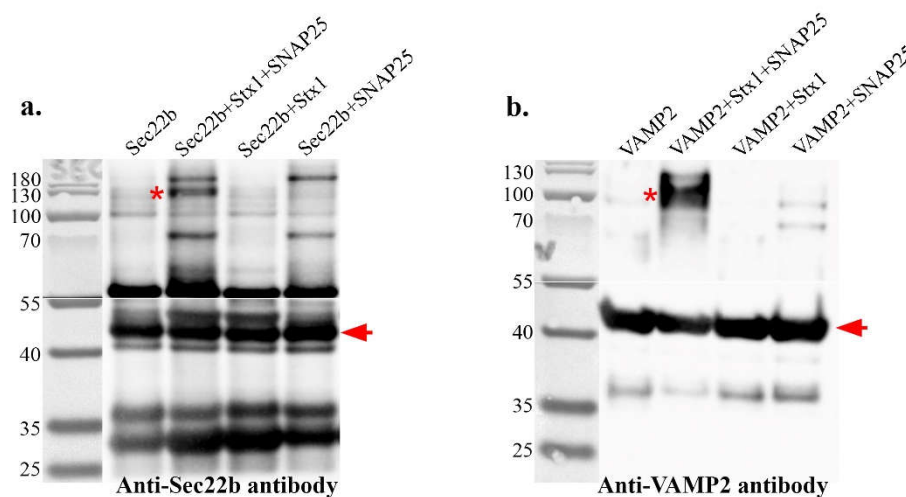 a.
Sec22b
Sec22b+Stx1+SNAP25
Sec22b+Stx1
Sec22b+SNAP25
180
130
100
70
55
40
35
25
*
Anti-Sec22b antibody
b.
VAMP2
VAMP2+Stx1+SNAP25
VAMP2+Stx1
VAMP2+SNAP25
130
100
70
55
40
35
25
*
Anti-VAMP2 antibody